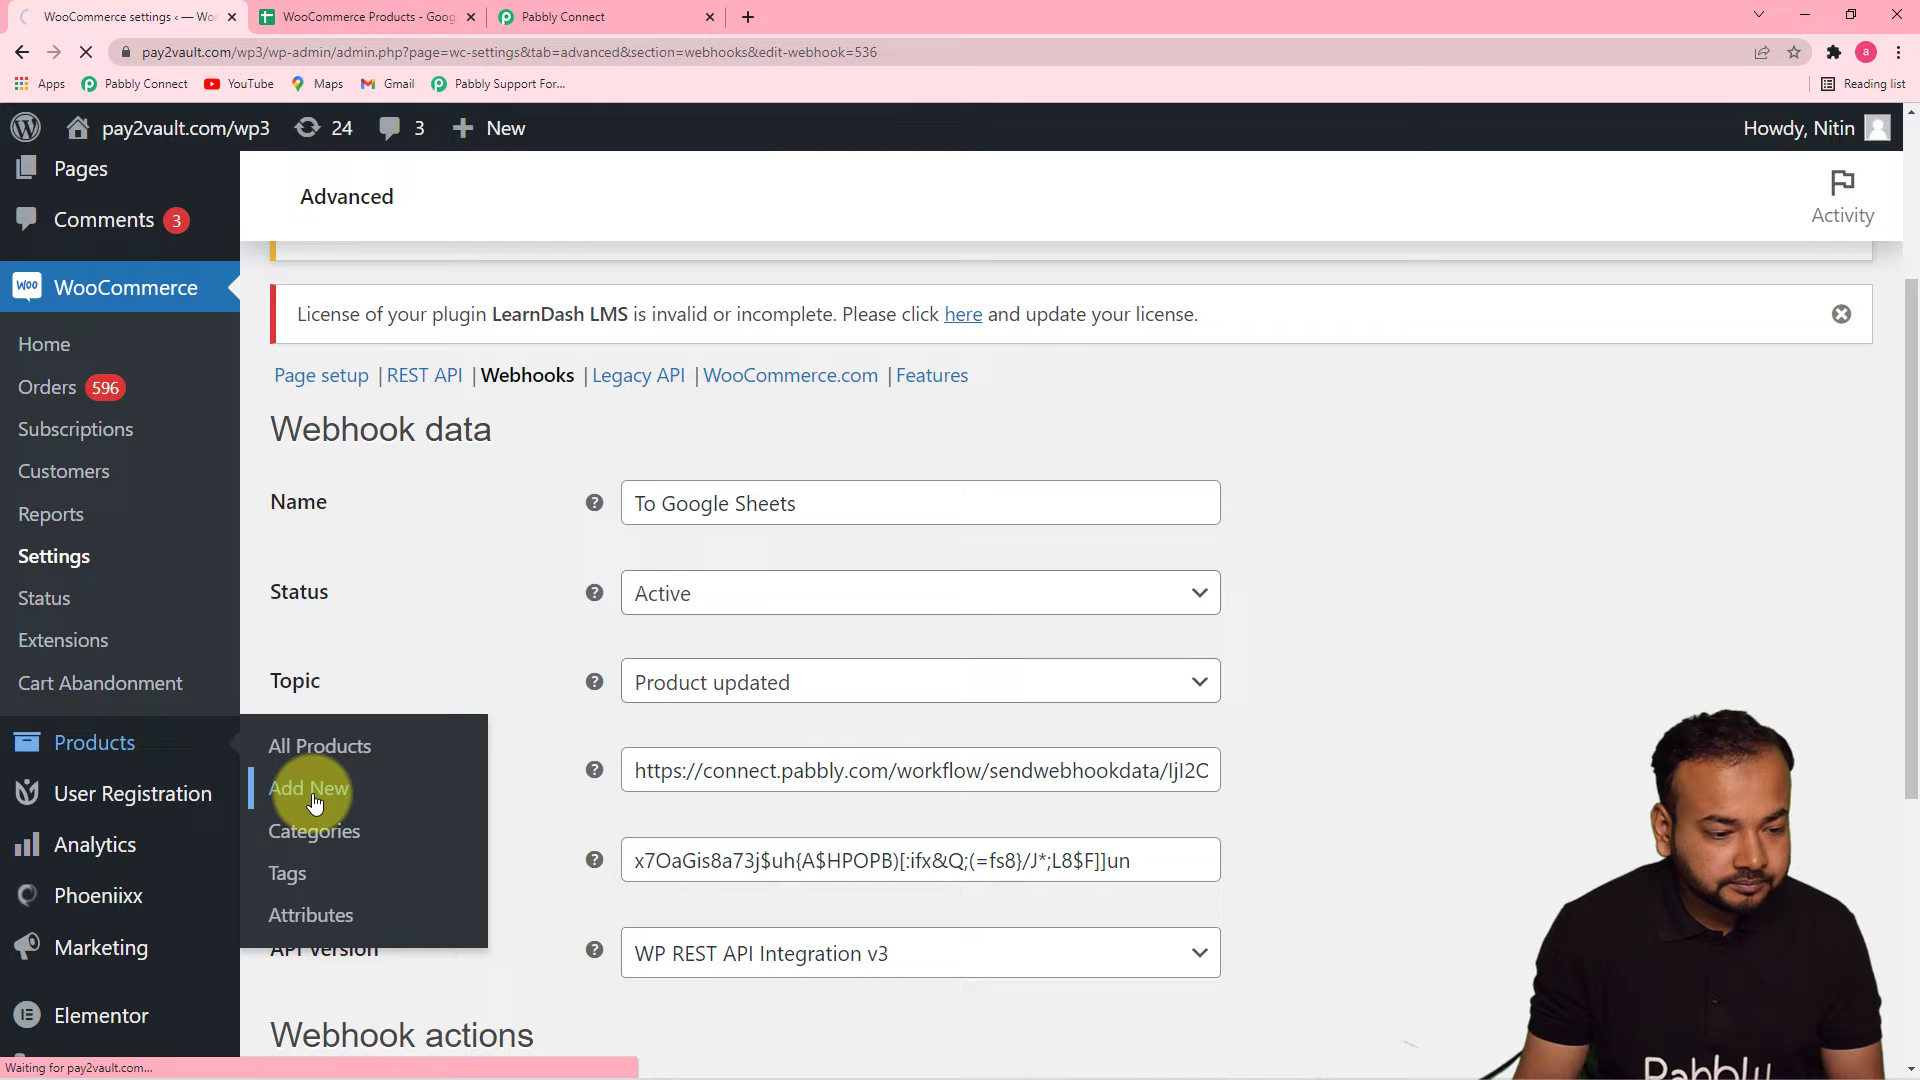 WooCommerce settings ‹ — Wor
WooCommerce Products - Goog
Pabbly Connect
pay2vault.com/wp3/wp-admin/admin.php?page=wc-settings&tab=advanced&section=webhooks&edit-webhook=536
a
Apps
Pabbly Connect
YouTube
Maps
Gmail
Pabbly Support For...
Reading list
pay2vault.com/wp3
24
3
New
Howdy, Nitin
Pages
Comments 3
WooCommerce
Home
Orders 596
Subscriptions
Customers
Reports
Settings
Status
Extensions
Cart Abandonment
Products
User Registration
Analytics
Phoeniixx
Marketing
Elementor
All Products
Add New
Categories
Tags
Attributes
Advanced
Activity
License of your plugin LearnDash LMS is invalid or incomplete. Please click here and update your license.
Page setup | REST API | Webhooks | Legacy API | WooCommerce.com | Features
Webhook data
Name
To Google Sheets
Status
Active
Topic
Product updated
https://connect.pabbly.com/workflow/sendwebhookdata/IjI2C
x7OaGis8a73j$uh{A$HPOPB)[:ifx&Q;(=fs8}/J*;L8$F]]un
API Version
WP REST API Integration v3
Webhook actions
Waiting for pay2vault.com...
Pabbly